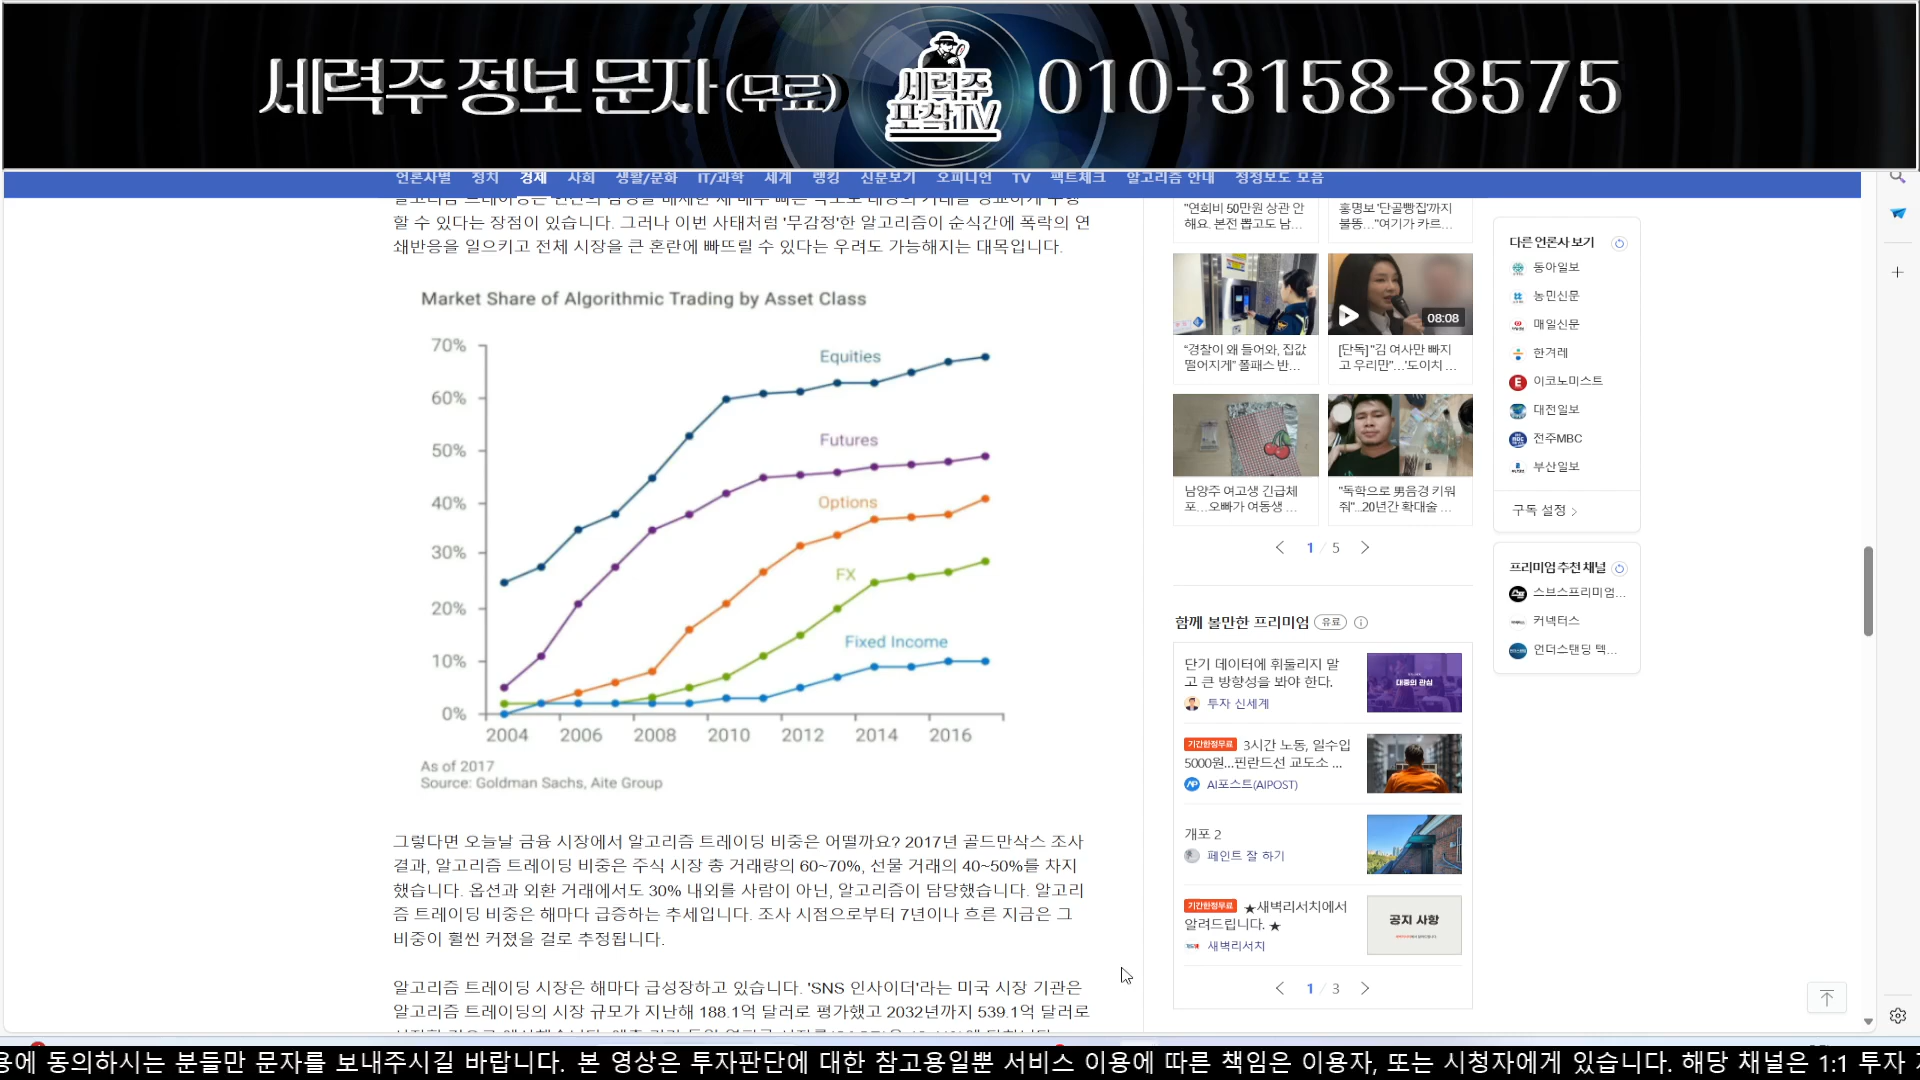 세력주 정보 문자 (무료)
세력주
포착TV
010-3158-8575
언론사별 정치 경제 사회 생활/문화 IT/과학 세계 랭킹 신문보기 오피니언 TV 팩트체크 알고리즘 안내 정정보도 모음
할 수 있다는 장점이 있습니다. 그러나 이번 사태처럼 '무감정'한 알고리즘이 순식간에 폭락의 연
쇄반응을 일으키고 전체 시장을 큰 혼란에 빠뜨릴 수 있다는 우려도 가능해지는 대목입니다.
Market Share of Algorithmic Trading by Asset Class
70%
60%
50%
40%
30%
20%
10%
0%
Equities
Futures
Options
FX
Fixed Income
2004 2006 2008 2010 2012 2014 2016
As of 2017
Source: Goldman Sachs, Aite Group
그렇다면 오늘날 금융 시장에서 알고리즘 트레이딩 비중은 어떨까요? 2017년 골드만삭스 조사
결과, 알고리즘 트레이딩 비중은 주식 시장 총 거래량의 60~70%, 선물 거래의 40~50%를 차지
했습니다. 옵션과 외환 거래에서도 30% 내외를 사람이 아닌, 알고리즘이 담당했습니다. 알고리
즘 트레이딩 비중은 해마다 급증하는 추세입니다. 조사 시점으로부터 7년이나 흐른 지금은 그
비중이 훨씬 커졌을 걸로 추정됩니다.
알고리즘 트레이딩 시장은 해마다 급성장하고 있습니다. 'SNS 인사이더'라는 미국 시장 기관은
알고리즘 트레이딩의 시장 규모가 지난해 188.1억 달러로 평가했고 2032년까지 539.1억 달러로
"연회비 50만원 상관 안
해요. 본전 뽑고도 남...
홍명보 '단골빵집'까지
불똥..."여기가 카르...
"경찰이 왜 들어와, 집값
떨어지게" 폴패스 반...
08:08
[단독] "김 여사만 빠지
고 우리만"...'도이치 ...
남양주 여고생 긴급체
포...오빠가 여동생 ...
"독학으로 男음경 키워
줘"...20년간 확대술 ...
1 / 5
함께 볼만한 프리미엄 유료
단기 데이터에 휘둘리지 말
고 큰 방향성을 봐야 한다.
투자 신세계
대중의 관심
기간한정무료 3시간 노동, 일수입
5000원...핀란드선 교도소 ...
AI포스트(AIPOST)
개포 2
페인트 잘 하기
기간한정무료 ★새벽리서치에서
알려드립니다. ★
새벽리서치
공지 사항
1 / 3
다른 언론사 보기
동아일보
농민신문
매일신문
한겨레
이코노미스트
대전일보
전주MBC
부산일보
구독 설정
프리미엄 추천 채널
스브스프리미엄...
커넥터스
언더스탠딩 텍...
용에 동의하시는 분들만 문자를 보내주시길 바랍니다. 본 영상은 투자판단에 대한 참고용일뿐 서비스 이용에 따른 책임은 이용자, 또는 시청자에게 있습니다. 해당 채널은 1:1 투자